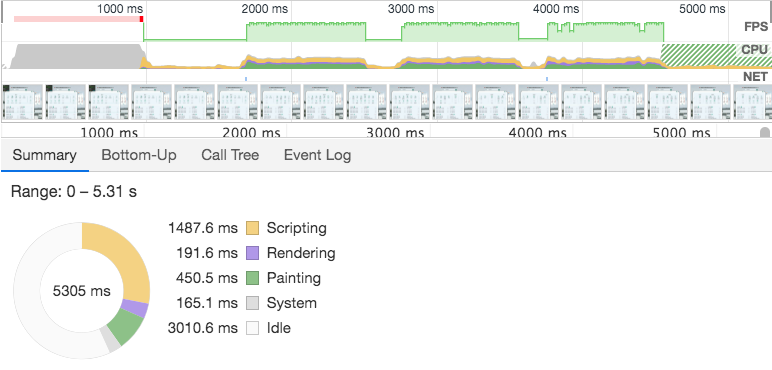 1000 ms 2000 ms 3000 ms 4000 ms 5000 ms
FPS
CPU
NET
1000 ms 2000 ms 3000 ms 4000 ms 5000 ms
Summary Bottom-Up Call Tree Event Log
Range: 0 – 5.31 s
1487.6 ms Scripting
191.6 ms Rendering
5305 ms 450.5 ms Painting
165.1 ms System
3010.6 ms Idle